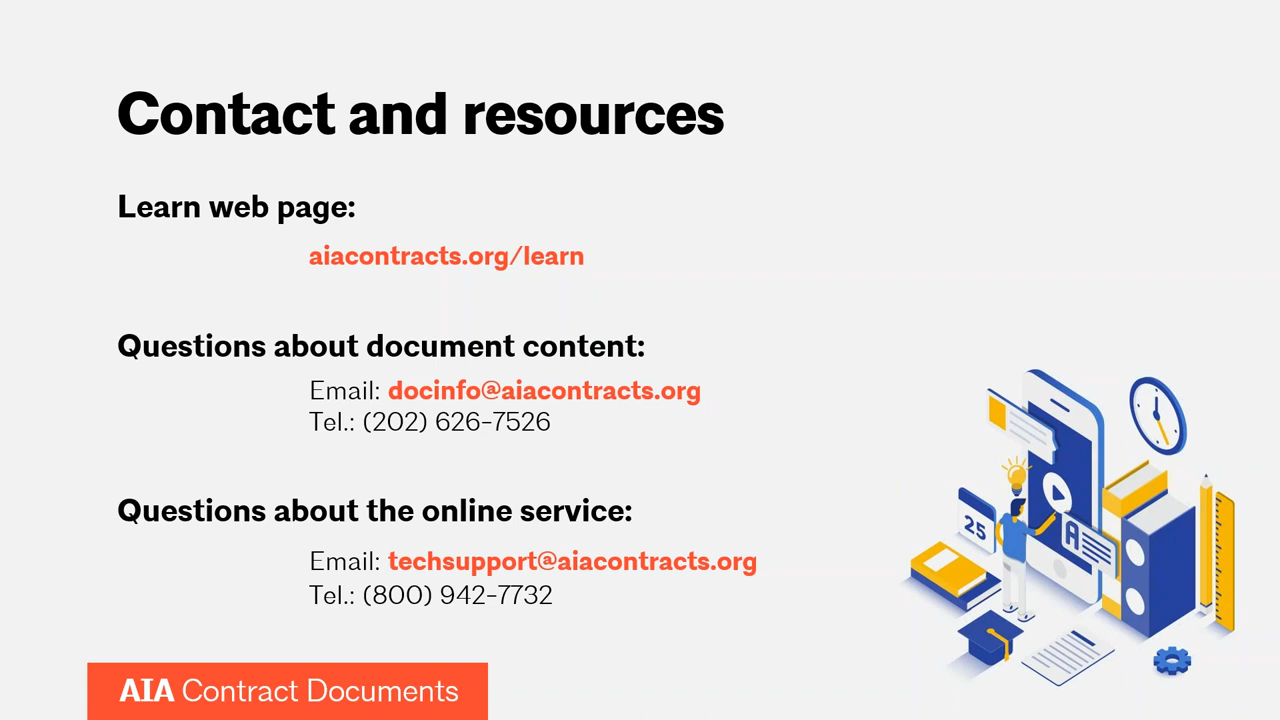 Contact and resources
Learn web page:
aiacontracts.org/learn
Questions about document content:
Email: docinfo@aiacontracts.org
Tel.: (202) 626-7526
Questions about the online service:
Email: techsupport@aiacontracts.org
Tel.: (800) 942-7732
25
A
AIA Contract Documents